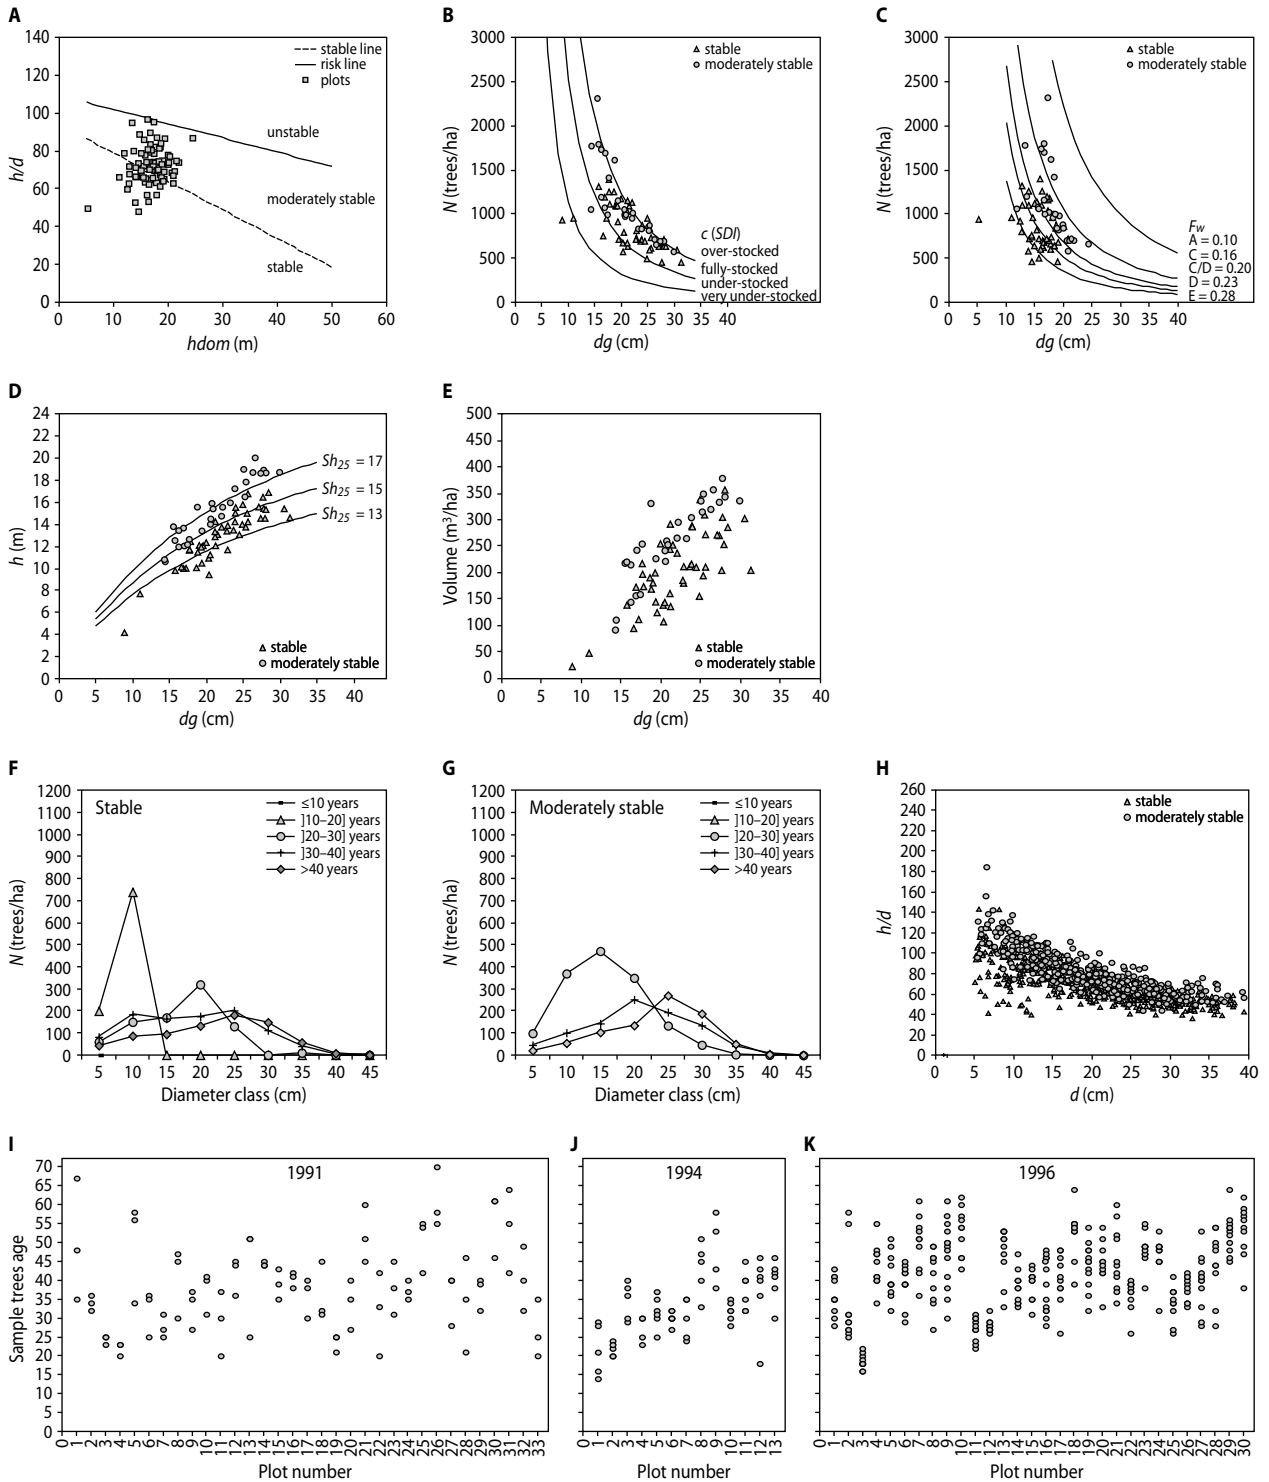 A
140
120
100
80
60
40
20
0
h/d
0 10 20 30 40 50 60
hdom (m)
stable line
risk line
plots
unstable
moderately stable
stable
B
3000
2500
2000
1500
1000
500
0
N (trees/ha)
0 5 10 15 20 25 30 35 40
dg (cm)
stable
moderately stable
c (SDI)
over-stocked
fully-stocked
under-stocked
very under-stocked
C
3000
2500
2000
1500
1000
500
0
N (trees/ha)
0 5 10 15 20 25 30 35 40
dg (cm)
stable
moderately stable
Fw
A = 0.10
C = 0.16
C/D = 0.20
D = 0.23
E = 0.28
D
24
22
20
18
16
14
12
10
8
6
4
2
0
h (m)
0 5 10 15 20 25 30 35 40
dg (cm)
Sh25 = 17
Sh25 = 15
Sh25 = 13
stable
moderately stable
E
500
450
400
350
300
250
200
150
100
50
0
Volume (m³/ha)
0 5 10 15 20 25 30 35 40
dg (cm)
stable
moderately stable
F
1200
1100
1000
900
800
700
600
500
400
300
200
100
0
N (trees/ha)
Stable
≤10 years
]10–20] years
]20–30] years
]30–40] years
>40 years
5 10 15 20 25 30 35 40 45
Diameter class (cm)
G
1200
1100
1000
900
800
700
600
500
400
300
200
100
0
N (trees/ha)
Moderately stable
≤10 years
]10–20] years
]20–30] years
]30–40] years
>40 years
5 10 15 20 25 30 35 40 45
Diameter class (cm)
H
260
240
220
200
180
160
140
120
100
80
60
40
20
0
h/d
stable
moderately stable
0 5 10 15 20 25 30 35 40
d (cm)
I
1991
70
65
60
55
50
45
40
35
30
25
20
15
10
5
0
Sample trees age
0 1 2 3 4 5 6 7 8 9 10 11 12 13 14 15 16 17 18 19 20 21 22 23 24 25 26 27 28 29 30 31 32 33
Plot number
J
1994
0 1 2 3 4 5 6 7 8 9 10 11 12 13
Plot number
K
1996
0 1 2 3 4 5 6 7 8 9 10 11 12 13 14 15 16 17 18 19 20 21 22 23 24 25 26 27 28 29 30
Plot number